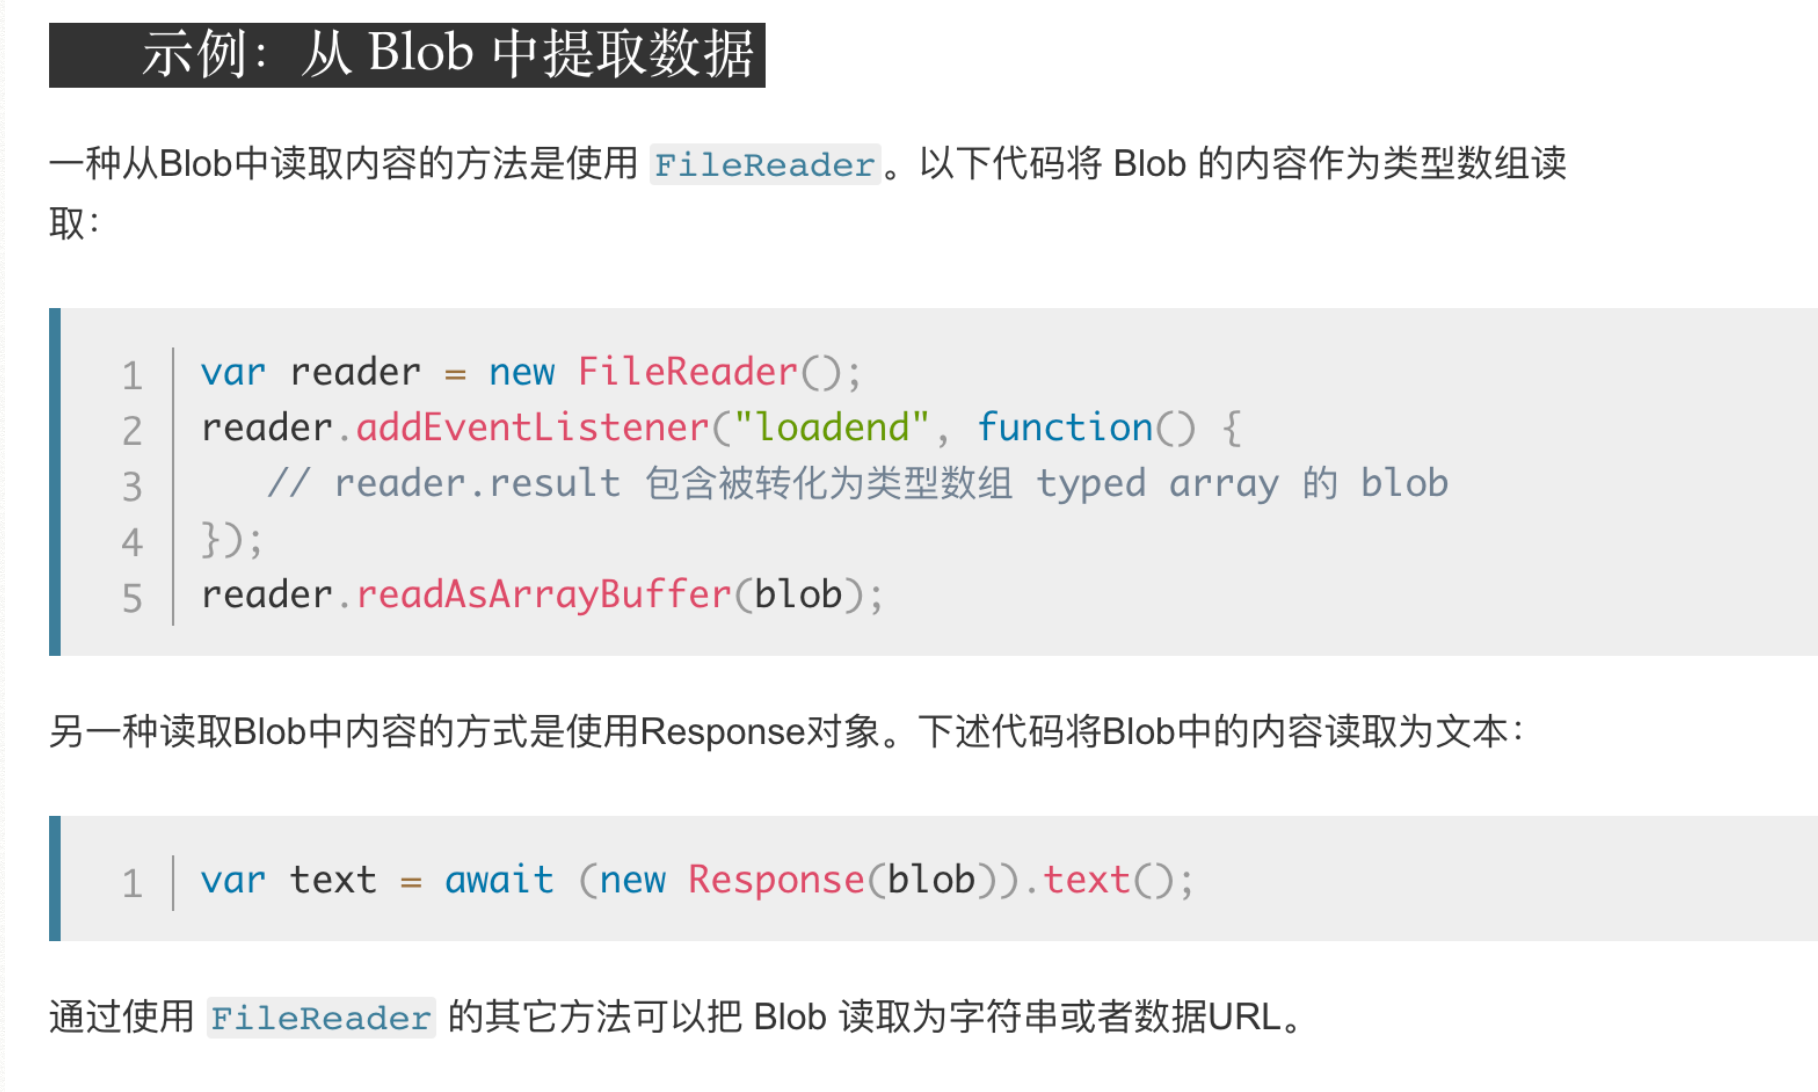 示例：从 Blob 中提取数据
一种从Blob中读取内容的方法是使用 FileReader。以下代码将 Blob 的内容作为类型数组读
取：
1 var reader = new FileReader();
2 reader.addEventListener("loadend", function() {
3    // reader.result 包含被转化为类型数组 typed array 的 blob
4 });
5 reader.readAsArrayBuffer(blob);
另一种读取Blob中内容的方式是使用Response对象。下述代码将Blob中的内容读取为文本：
1 var text = await (new Response(blob)).text();
通过使用 FileReader 的其它方法可以把 Blob 读取为字符串或者数据URL。